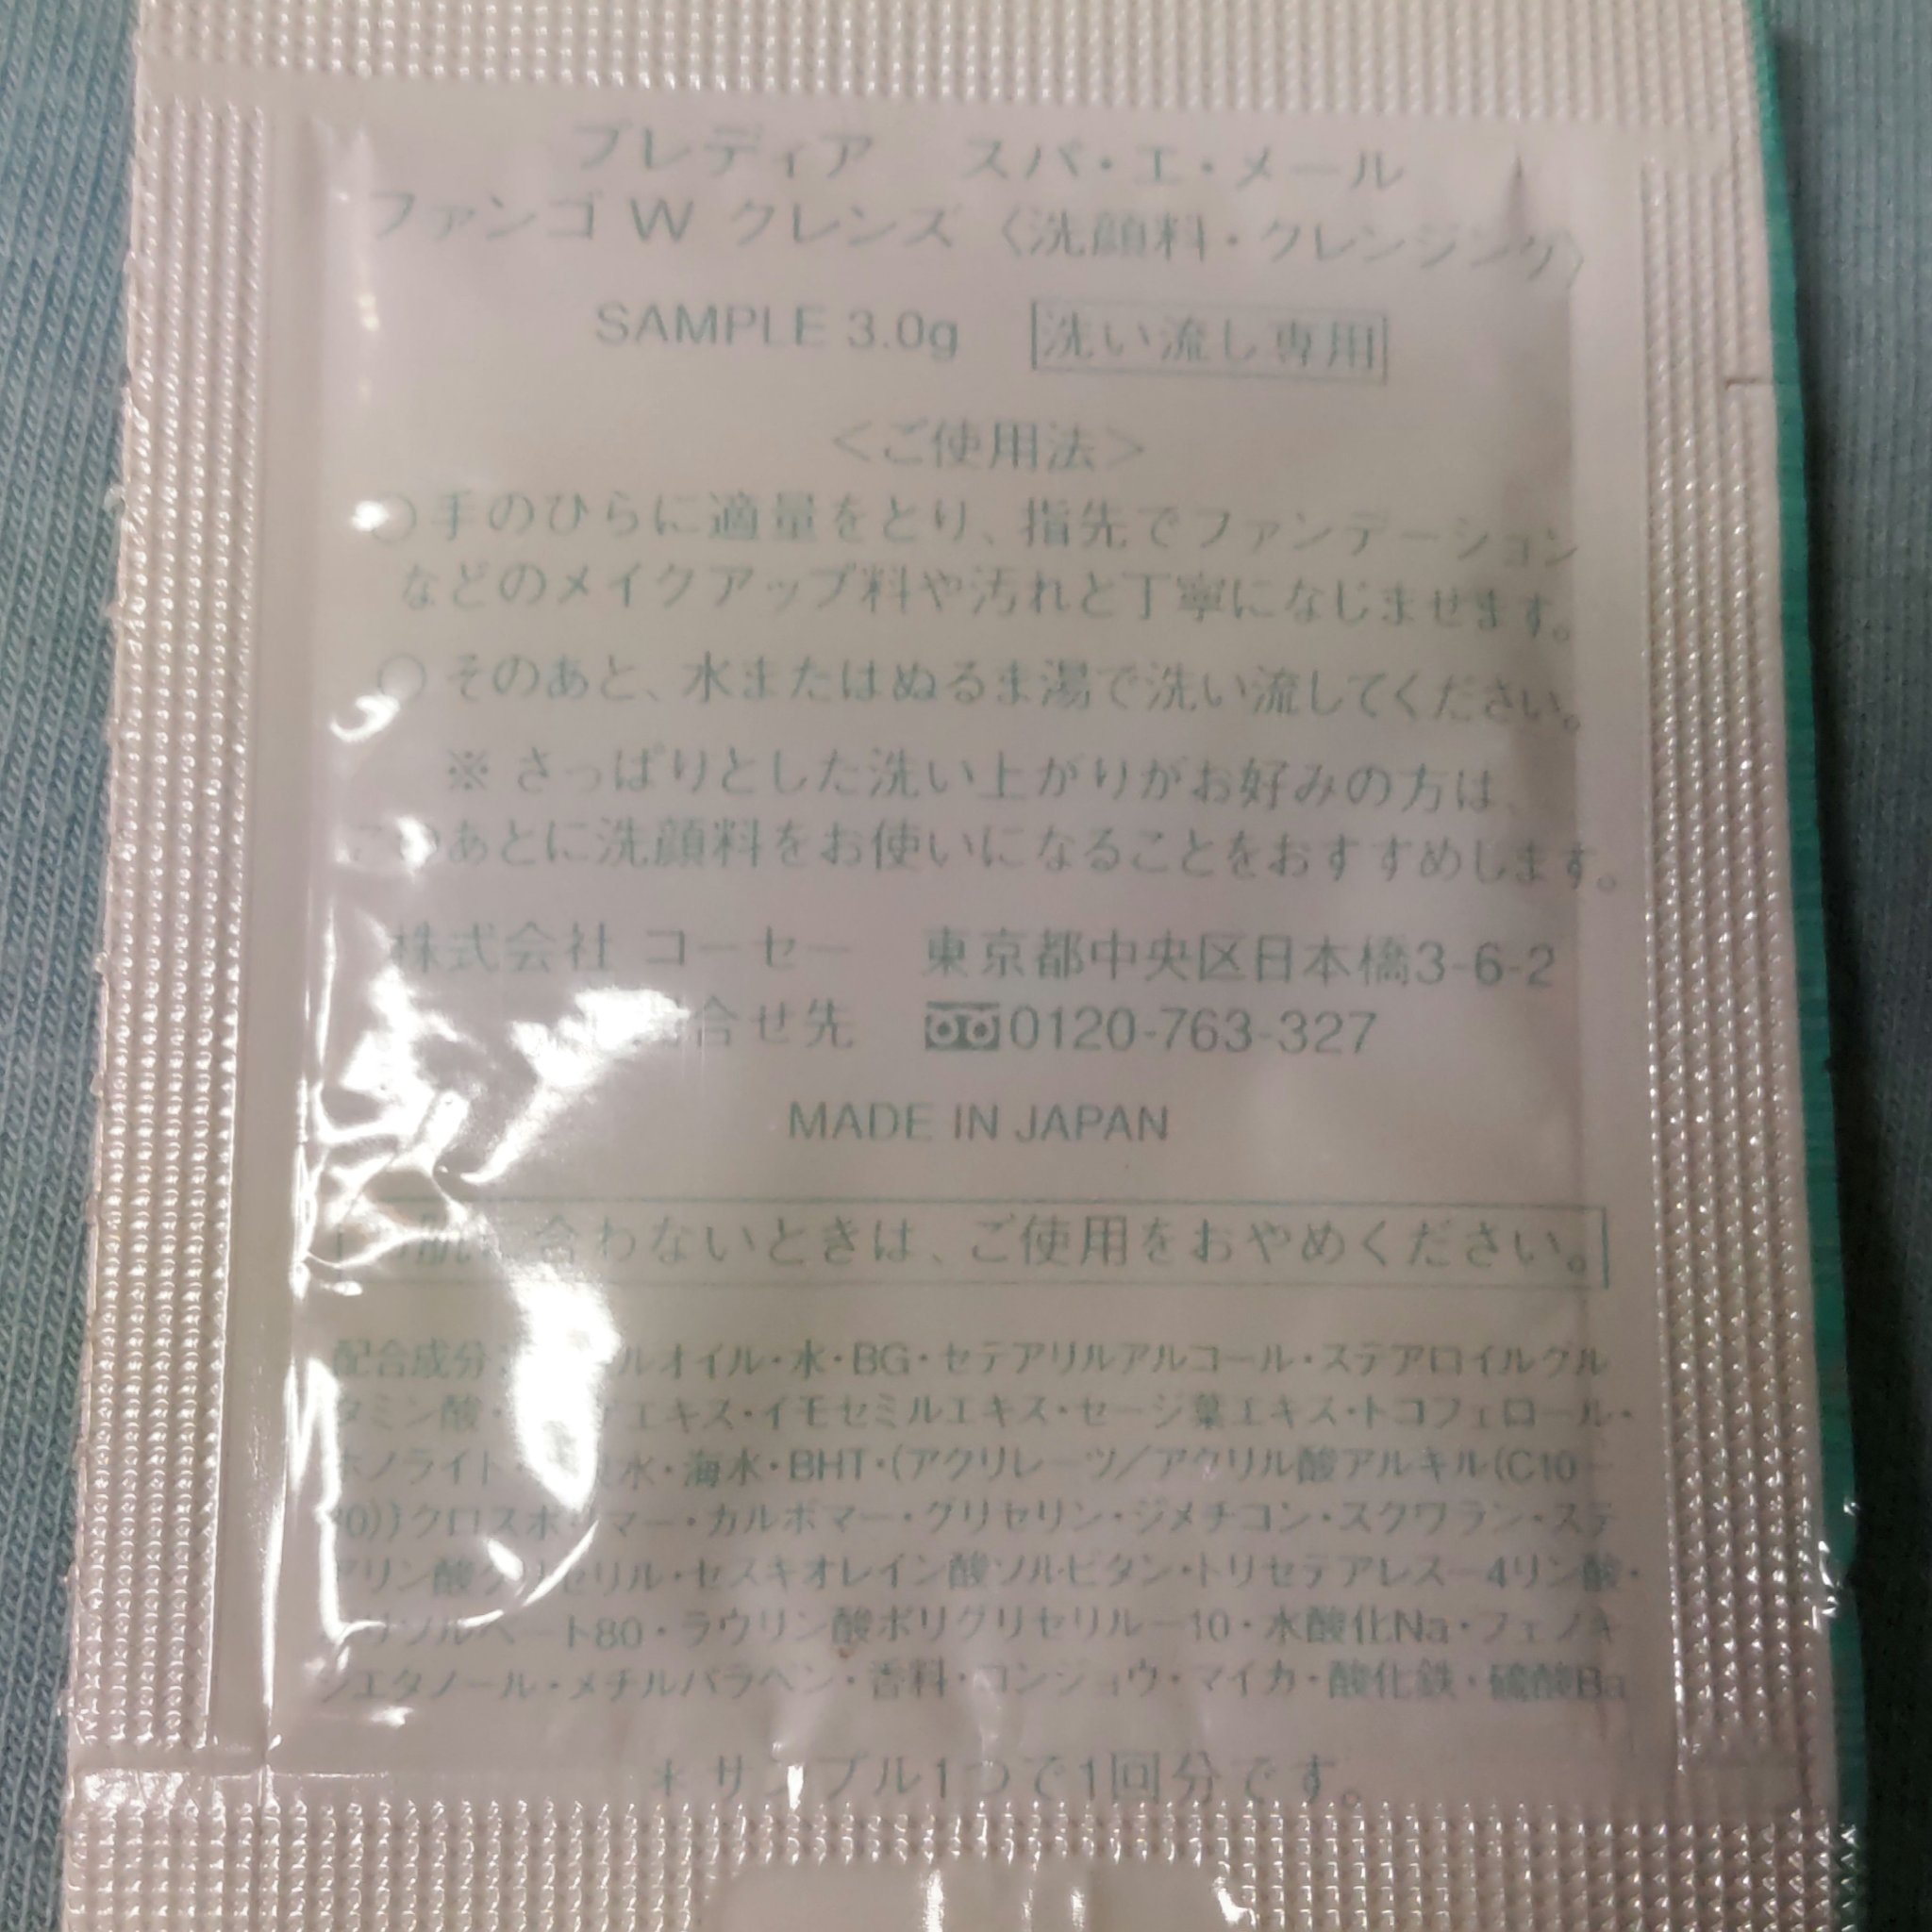 プレディア スパ・エ・メール
ファンゴ W クレンズ〈洗顔料・クレンジング〉
SAMPLE 3.0g 洗い流し専用
＜ご使用法＞
○手のひらに適量をとり、指先でファンデーション
などのメイクアップ料や汚れと丁寧になじませます。
○そのあと、水またはぬるま湯で洗い流してください。
※さっぱりとした洗い上がりがお好みの方は、
このあとに洗顔料をお使いになることをおすすめします。
株式会社 コーセー 東京都中央区日本橋3-6-2
合せ先 0120-763-327
MADE IN JAPAN
合わないときは、ご使用をおやめください。
配合成分 ルオイル・水・BG・セテアリルアルコール・ステアロイルグル
タミン酸・ エキス・イモセミルエキス・セージ葉エキス・トコフェロール・
ホノライト・ 水・海水・BHT・(アクリレーツ／アクリル酸アルキル(C10－
30))クロスポリマー・カルボマー・グリセリン・ジメチコン・スクワラン・ステ
アリン酸グリセリル・セスキオレイン酸ソルビタン・トリセテアレス－4リン酸・
ソルベート80・ラウリン酸ポリグリセリル－10・水酸化Na・フェノキ
シエタノール・メチルパラベン・香料・コンジョウ・マイカ・酸化鉄・硫酸Ba
＊サンプル1つで1回分です。